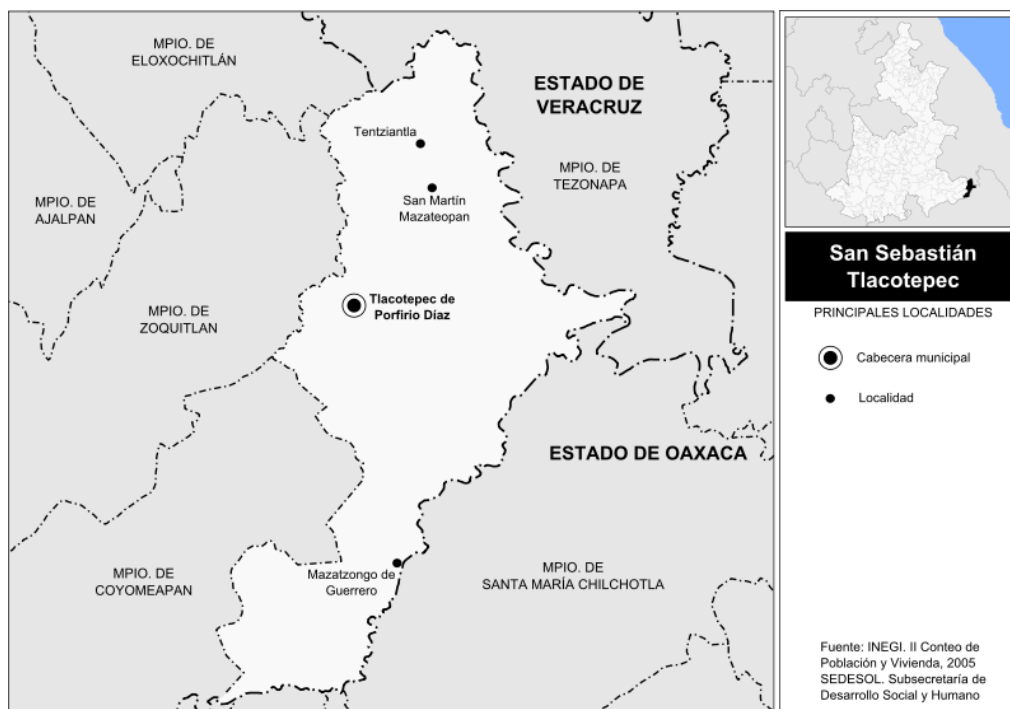 MPIO. DE
ELOXOCHITLÁN
ESTADO DE
VERACRUZ
Tentziantla
MPIO. DE
TEZONAPA
San Martín
Mazateopan
MPIO. DE
AJALPAN
Tlacotepec de
Porfirio Díaz
MPIO. DE
ZOQUITLAN
ESTADO DE OAXACA
MPIO. DE
COYOMEAPAN
Mazatzongo de
Guerrero
MPIO. DE
SANTA MARÍA CHILCHOTLA
San Sebastián
Tlacotepec
PRINCIPALES LOCALIDADES
Cabecera municipal
Localidad
Fuente: INEGI. II Conteo de
Población y Vivienda, 2005
SEDESOL. Subsecretaría de
Desarrollo Social y Humano